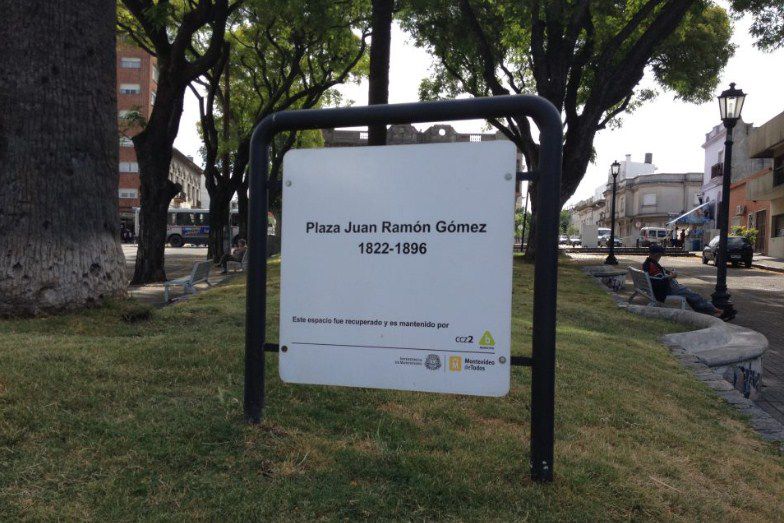 Plaza Juan Ramón Gómez
1822-1896
Este espacio fue recuperado y es mantenido por
CCZ2
Montevideo
de Todos